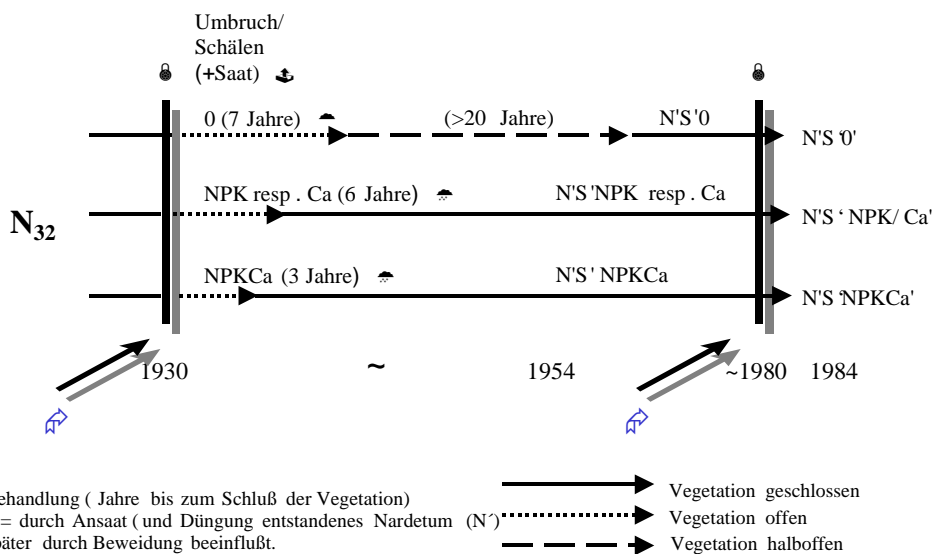 Umbruch/
Schälen
(+Saat)
0 (7 Jahre) (>20 Jahre) N'S'0
N'S'0'
NPK resp. Ca (6 Jahre) N'S'NPK resp. Ca
N32
N'S'NPK/Ca'
NPKCa (3 Jahre) N'S' NPKCa
N'S'NPKCa'
1930 ~ 1954 ~1980 1984
ehandlung (Jahre bis zum Schluß der Vegetation)
= durch Ansaat (und Düngung entstandenes Nardetum (N´)
päter durch Beweidung beeinflußt.
Vegetation geschlossen
Vegetation offen
Vegetation halboffen